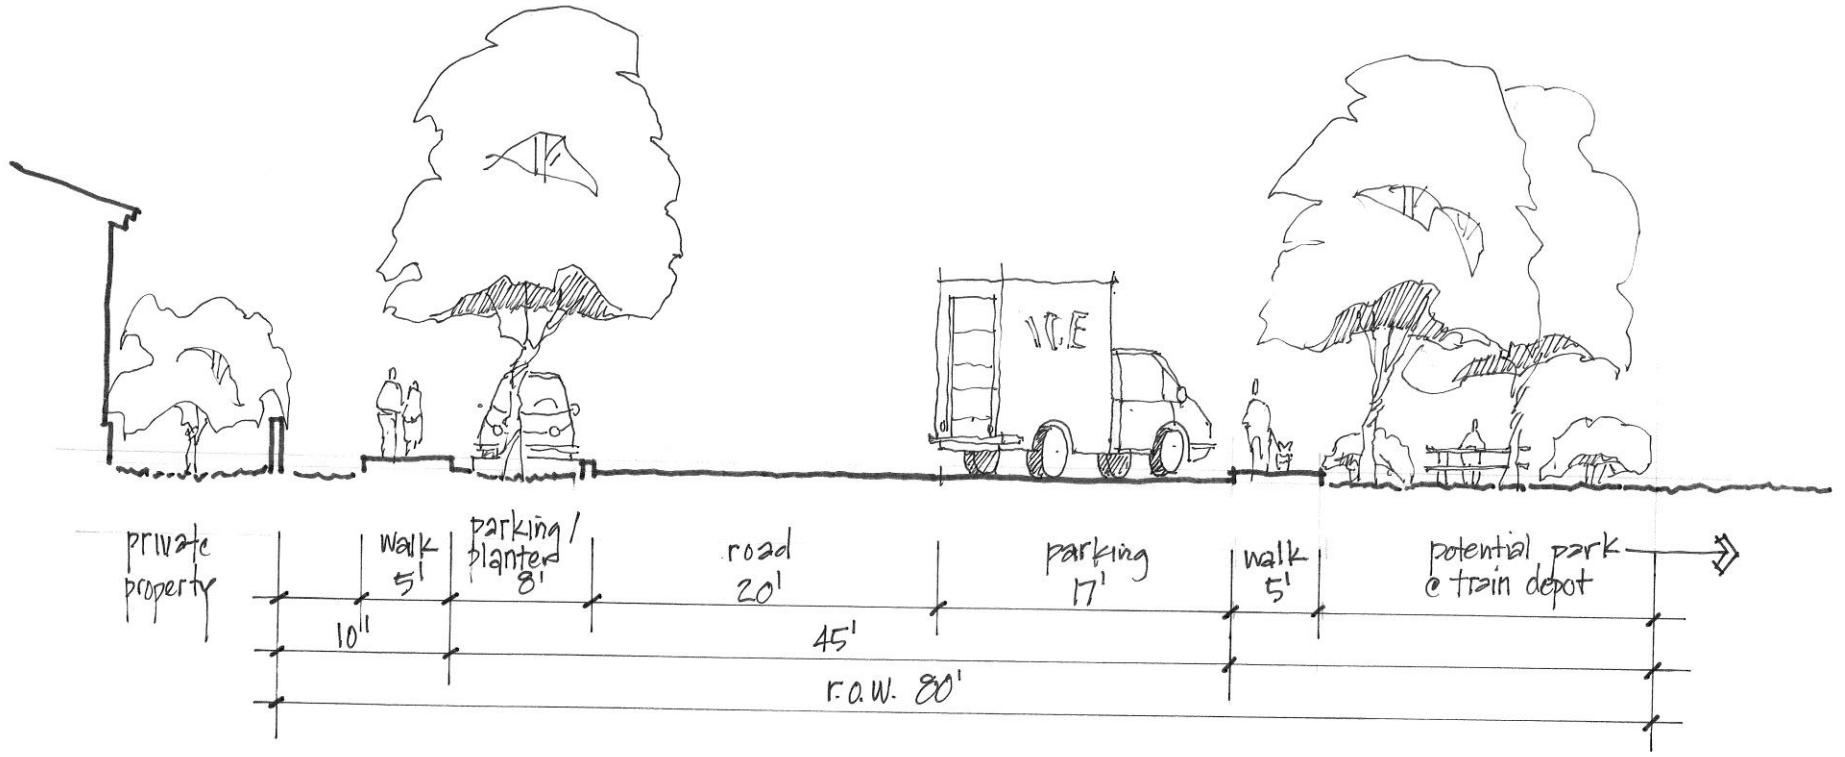 ICE
private
property
walk
5'
parking/
planter
8'
road
20'
parking
17'
walk
5'
potential park
@ train depot
10"
45'
r.o.w. 80'